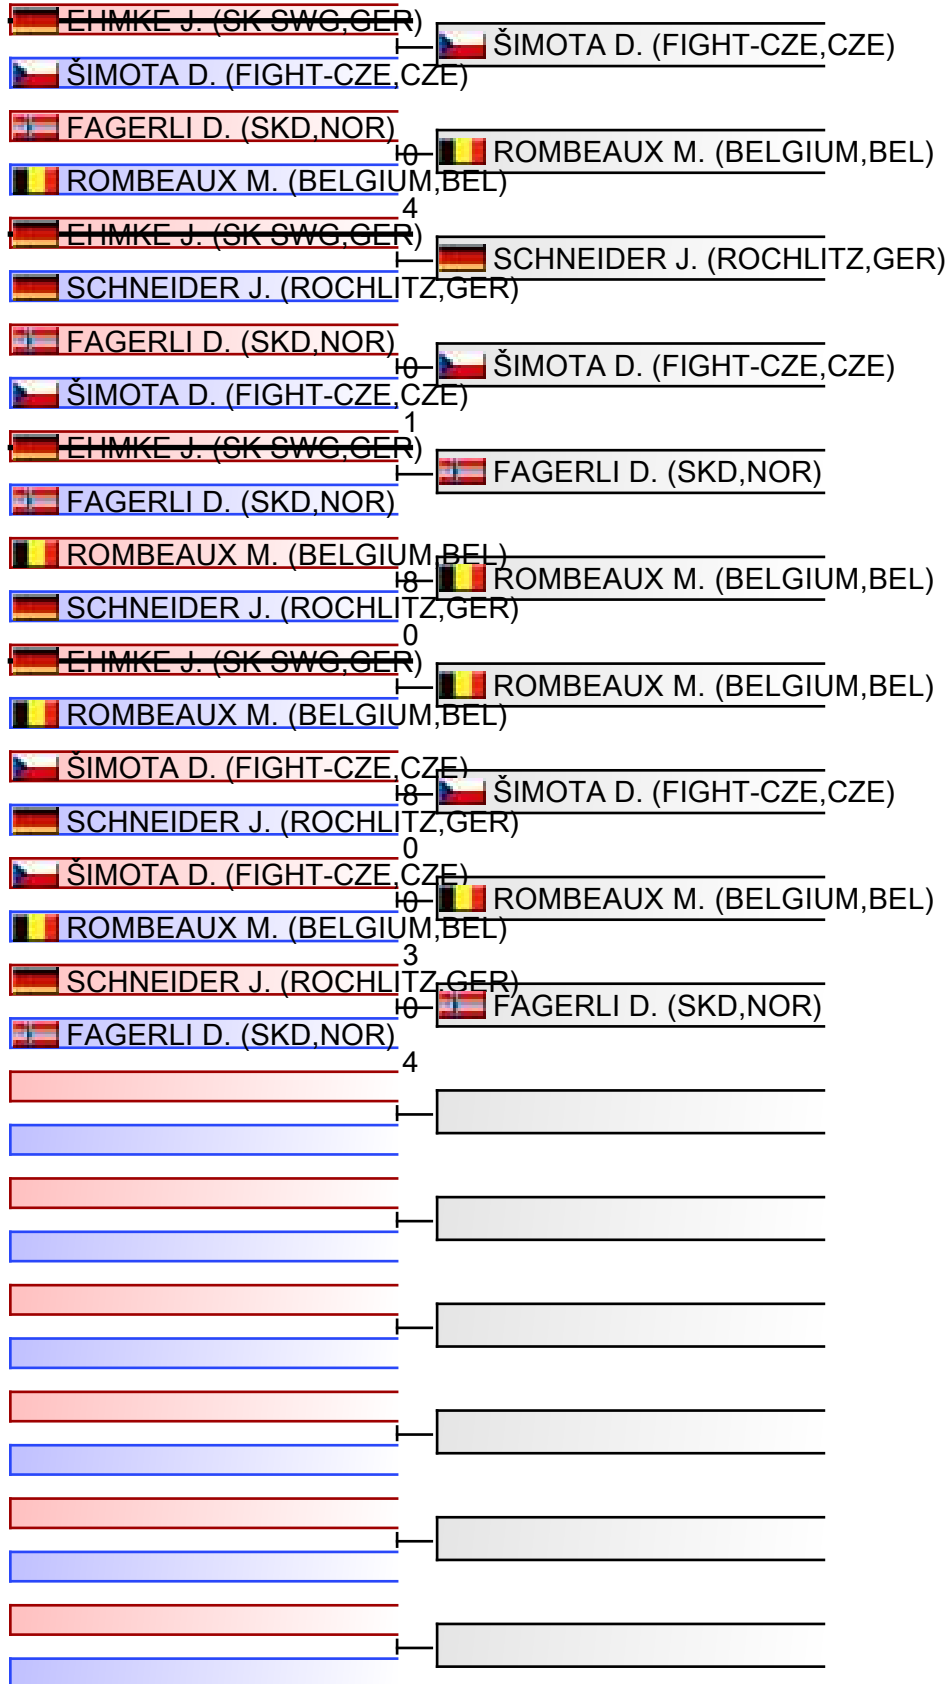 EHMKE J. (SK SWG,GER)
ŠIMOTA D. (FIGHT-CZE,CZE)
ŠIMOTA D. (FIGHT-CZE,CZE)
FAGERLI D. (SKD,NOR)
0
ROMBEAUX M. (BELGIUM,BEL)
ROMBEAUX M. (BELGIUM,BEL)
4
EHMKE J. (SK SWG,GER)
SCHNEIDER J. (ROCHLITZ,GER)
SCHNEIDER J. (ROCHLITZ,GER)
FAGERLI D. (SKD,NOR)
0
ŠIMOTA D. (FIGHT-CZE,CZE)
ŠIMOTA D. (FIGHT-CZE,CZE)
1
EHMKE J. (SK SWG,GER)
FAGERLI D. (SKD,NOR)
FAGERLI D. (SKD,NOR)
ROMBEAUX M. (BELGIUM,BEL)
8
ROMBEAUX M. (BELGIUM,BEL)
SCHNEIDER J. (ROCHLITZ,GER)
0
EHMKE J. (SK SWG,GER)
ROMBEAUX M. (BELGIUM,BEL)
ROMBEAUX M. (BELGIUM,BEL)
ŠIMOTA D. (FIGHT-CZE,CZE)
8
ŠIMOTA D. (FIGHT-CZE,CZE)
SCHNEIDER J. (ROCHLITZ,GER)
0
ŠIMOTA D. (FIGHT-CZE,CZE)
0
ROMBEAUX M. (BELGIUM,BEL)
ROMBEAUX M. (BELGIUM,BEL)
3
SCHNEIDER J. (ROCHLITZ,GER)
0
FAGERLI D. (SKD,NOR)
FAGERLI D. (SKD,NOR)
4